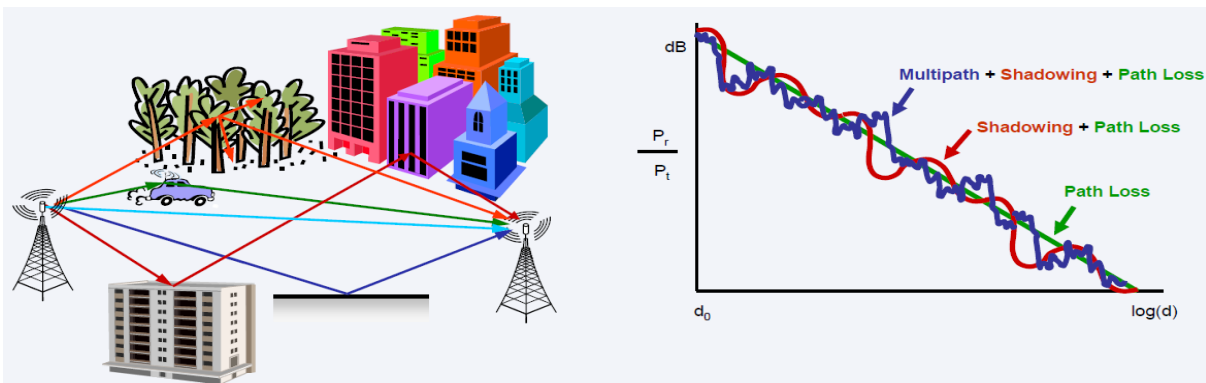 dB
Multipath + Shadowing + Path Loss
Shadowing + Path Loss
Pr
Pt
Path Loss
d0
log(d)